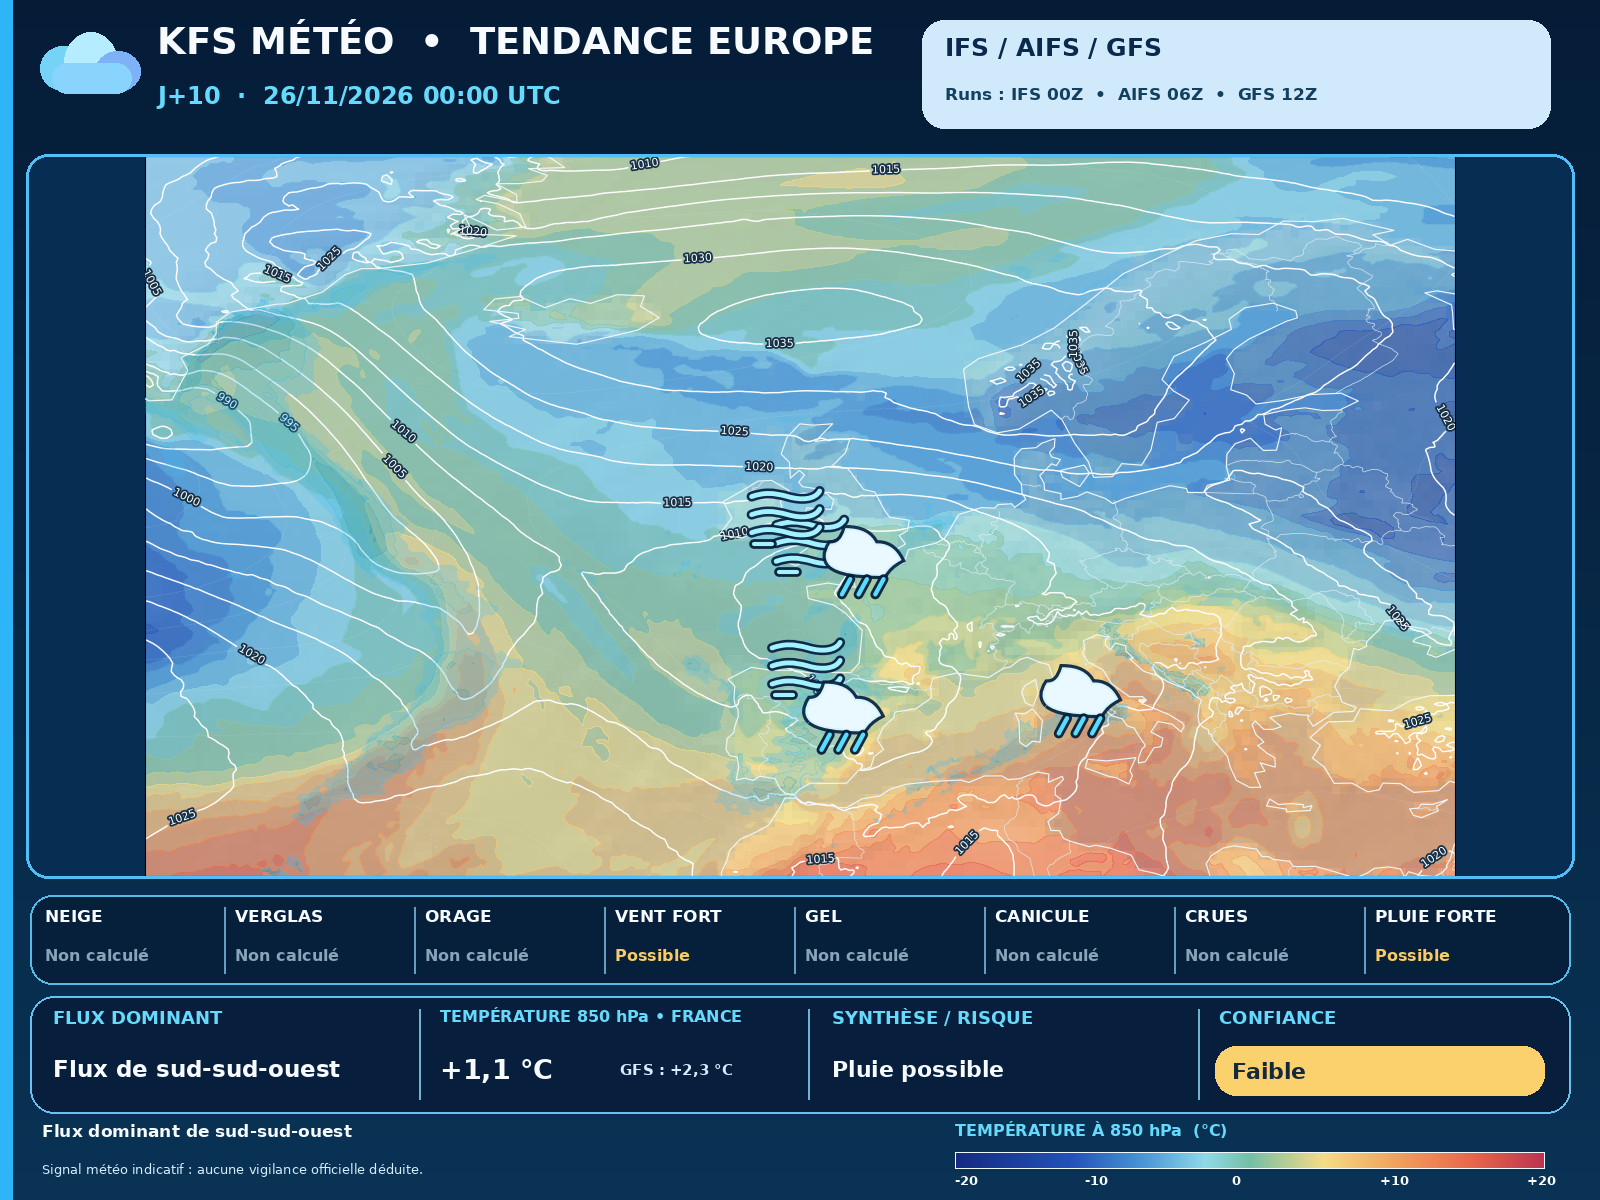 KFS MÉTÉO • TENDANCE EUROPE
J+10 · 26/11/2026 00:00 UTC
IFS / AIFS / GFS
Runs : IFS 00Z • AIFS 06Z • GFS 12Z
1010
1015
1020
1025
1015
1005
1030
1035
1035
1035
1035
990
995
1010
1005
1025
1020
1020
1000
1015
1010
1020
1025
1025
1025
1015
1015
1020
NEIGE
Non calculé
VERGLAS
Non calculé
ORAGE
Non calculé
VENT FORT
Possible
GEL
Non calculé
CANICULE
Non calculé
CRUES
Non calculé
PLUIE FORTE
Possible
FLUX DOMINANT
Flux de sud-sud-ouest
TEMPÉRATURE 850 hPa • FRANCE
+1,1 °C
GFS : +2,3 °C
SYNTHÈSE / RISQUE
Pluie possible
CONFIANCE
Faible
Flux dominant de sud-sud-ouest
Signal météo indicatif : aucune vigilance officielle déduite.
TEMPÉRATURE À 850 hPa (°C)
-20 -10 0 +10 +20